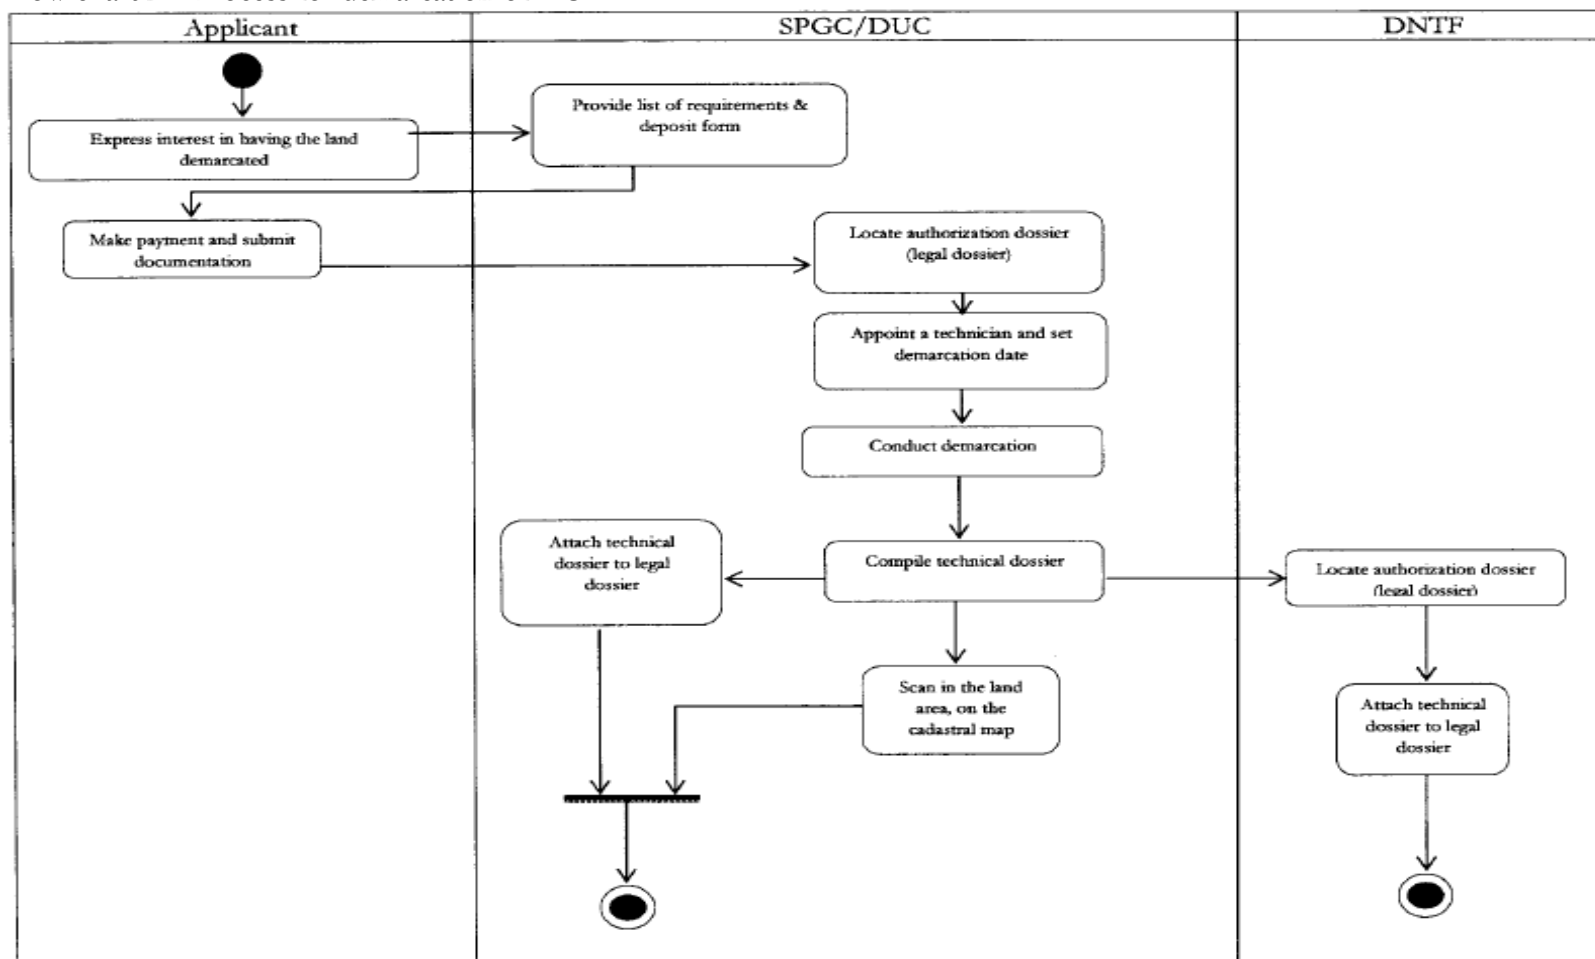 Applicant
SPGC/DUC
DNTF
Express interest in having the land
demarcated
Provide list of requirements &
deposit form
Make payment and submit
documentation
Locate authorization dossier
(legal dossier)
Appoint a technician and set
demarcation date
Conduct demarcation
Compile technical dossier
Attach technical
dossier to legal
dossier
Scan in the land
area, on the
cadastral map
Locate authorization dossier
(legal dossier)
Attach technical
dossier to legal
dossier